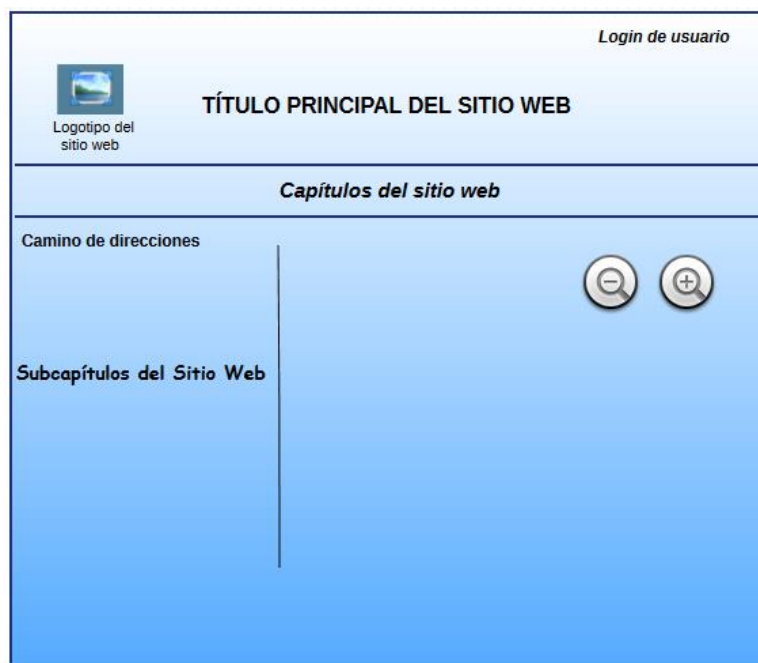 Login de usuario
TÍTULO PRINCIPAL DEL SITIO WEB
Logotipo del
sitio web
Capítulos del sitio web
Camino de direcciones
Subcapítulos del Sitio Web